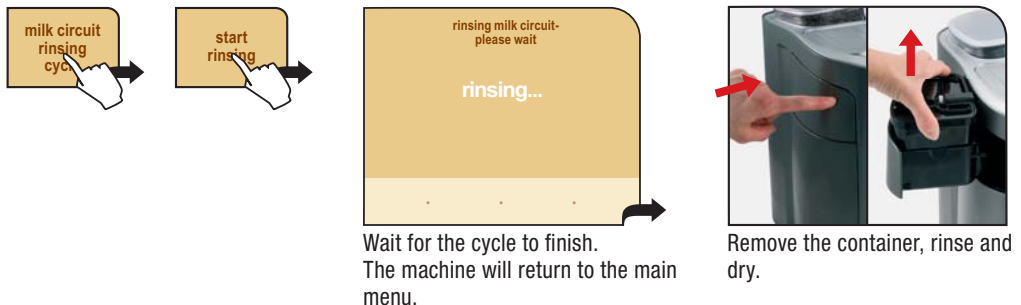 milk circuit
rinsing
cycle
start
rinsing
rinsing milk circuit-
please wait
rinsing...
Wait for the cycle to finish.
The machine will return to the main
menu.
Remove the container, rinse and
dry.